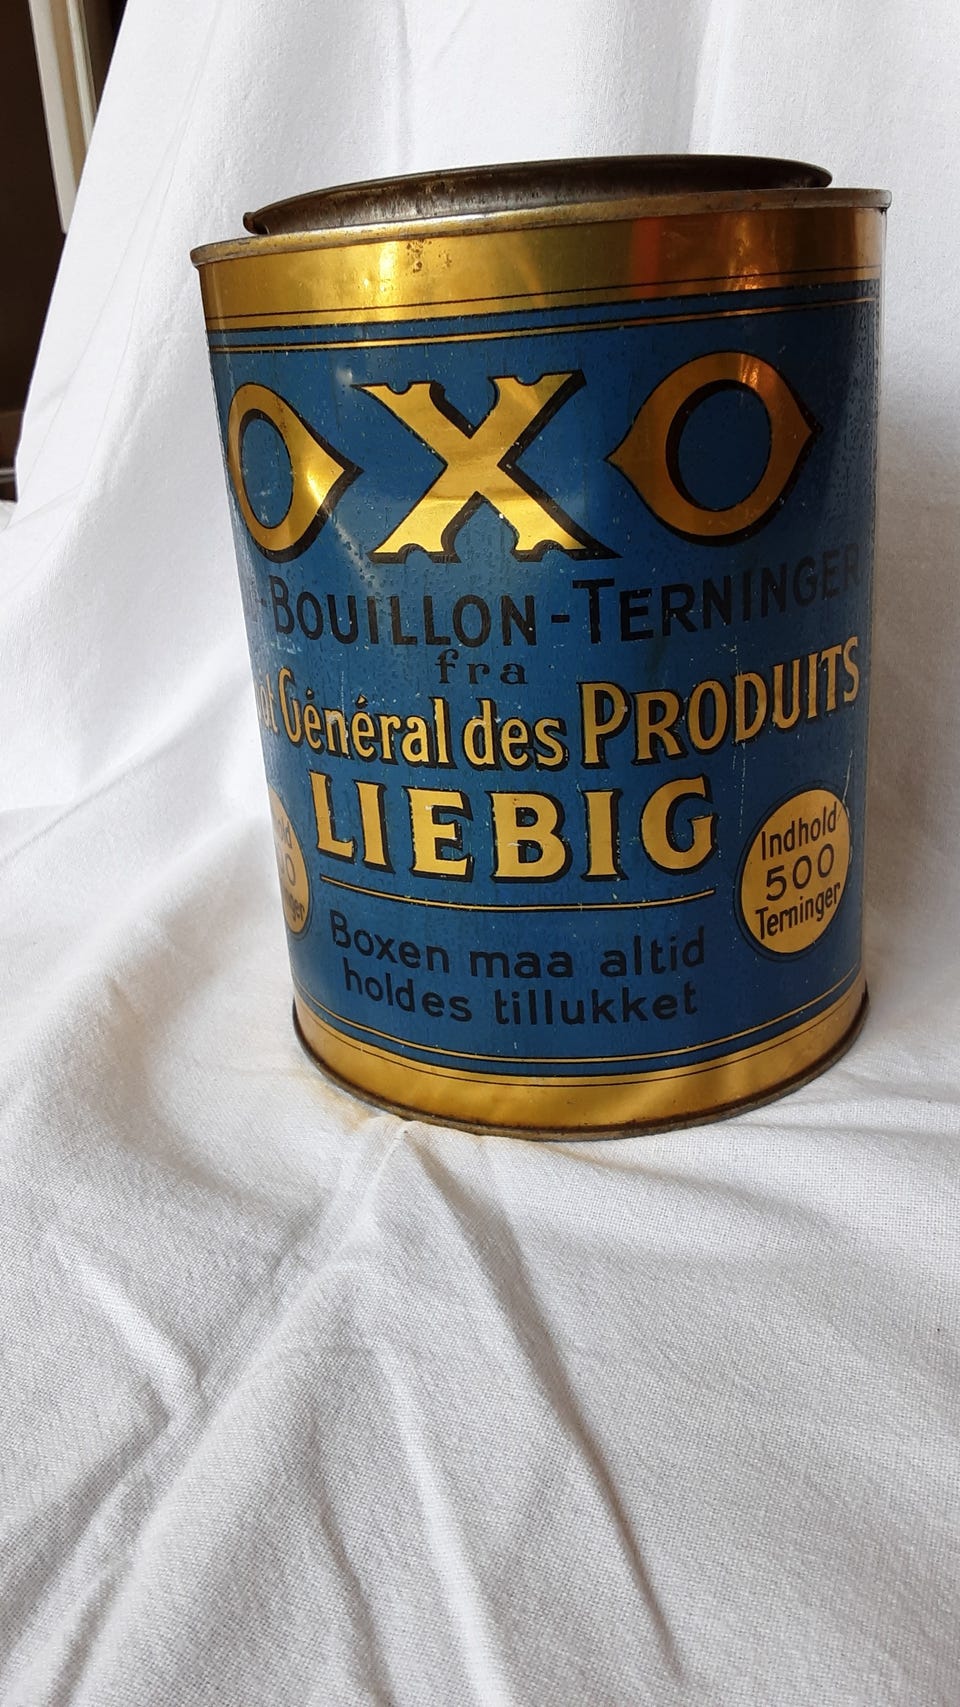 OXO
-BOUILLON-TERNINGER
fra
Général des PRODUITS
LIEBIG
Indhold
500
Terninger
Boxen maa altid
holdes tillukket